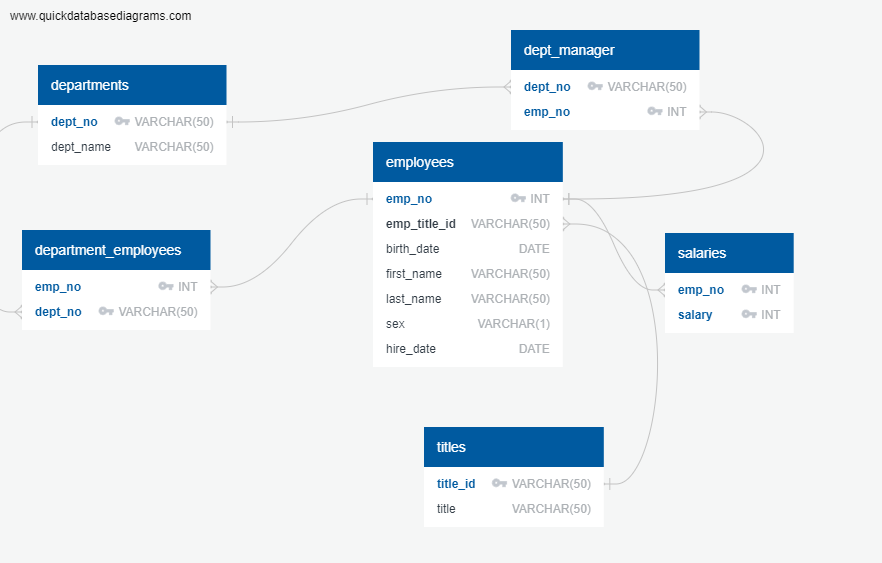 www.quickdatabasediagrams.com
departments
dept_no VARCHAR(50)
dept_name VARCHAR(50)
dept_manager
dept_no VARCHAR(50)
emp_no INT
employees
emp_no INT
emp_title_id VARCHAR(50)
birth_date DATE
first_name VARCHAR(50)
last_name VARCHAR(50)
sex VARCHAR(1)
hire_date DATE
department_employees
emp_no INT
dept_no VARCHAR(50)
salaries
emp_no INT
salary INT
titles
title_id VARCHAR(50)
title VARCHAR(50)